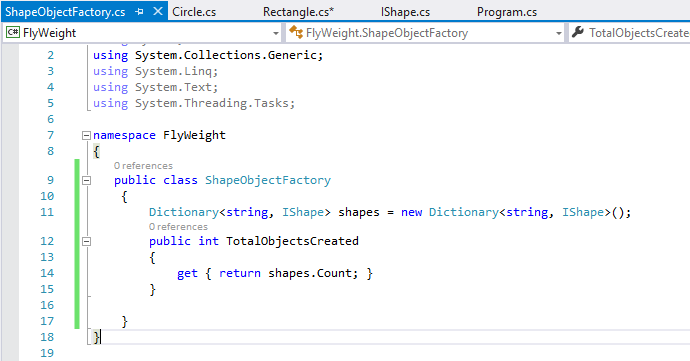 ShapeObjectFactory.cs Circle.cs Rectangle.cs* IShape.cs Program.cs
C# FlyWeight FlyWeight.ShapeObjectFactory TotalObjectsCreated
2 using System.Collections.Generic;
3 using System.Linq;
4 using System.Text;
5 using System.Threading.Tasks;
6
7 namespace FlyWeight
8 {
0 references
9 public class ShapeObjectFactory
10 {
11 Dictionary<string, IShape> shapes = new Dictionary<string, IShape>();
0 references
12 public int TotalObjectsCreated
13 {
14 get { return shapes.Count; }
15 }
16
17 }
18 }
19